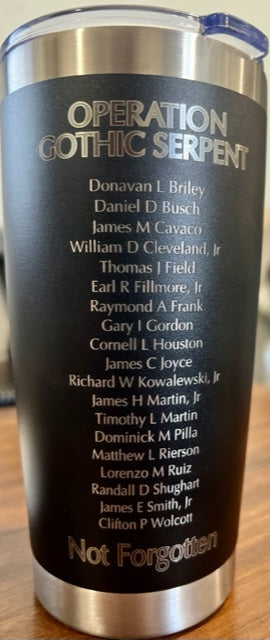 OPERATION
GOTHIC SERPENT
Donavan L Briley
Daniel D Busch
James M Cavaco
William D Cleveland, Jr
Thomas J Field
Earl R Fillmore, Jr
Raymond A Frank
Gary I Gordon
Cornell L Houston
James C Joyce
Richard W Kowalewski, Jr
James H Martin, Jr
Timothy L Martin
Dominick M Pilla
Matthew L Rierson
Lorenzo M Ruiz
Randall D Shughart
James E Smith, Jr
Clifton P Wolcott
Not Forgotten